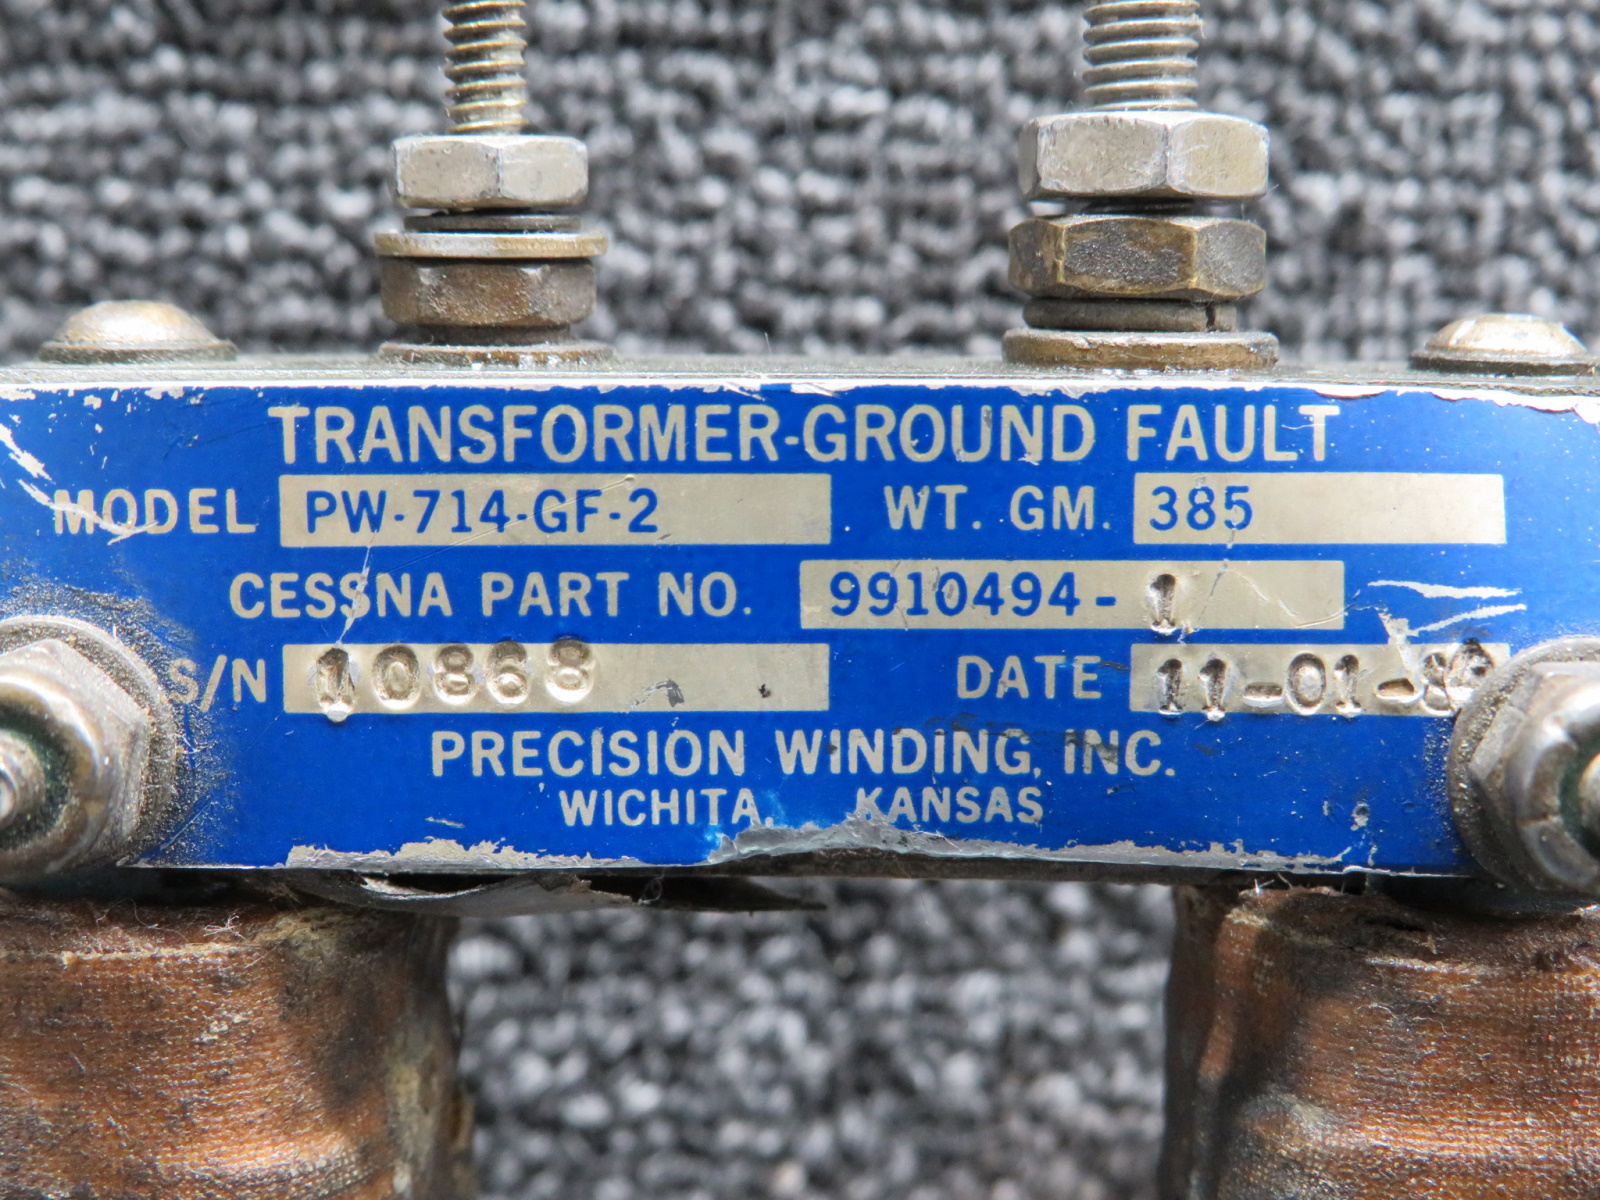 TRANSFORMER-GROUND FAULT
MODEL PW-714-GF-2 WT. GM. 385
CESSNA PART NO. 9910494-1
S/N 10868 DATE
PRECISION WINDING, INC.
WICHITA, KANSAS